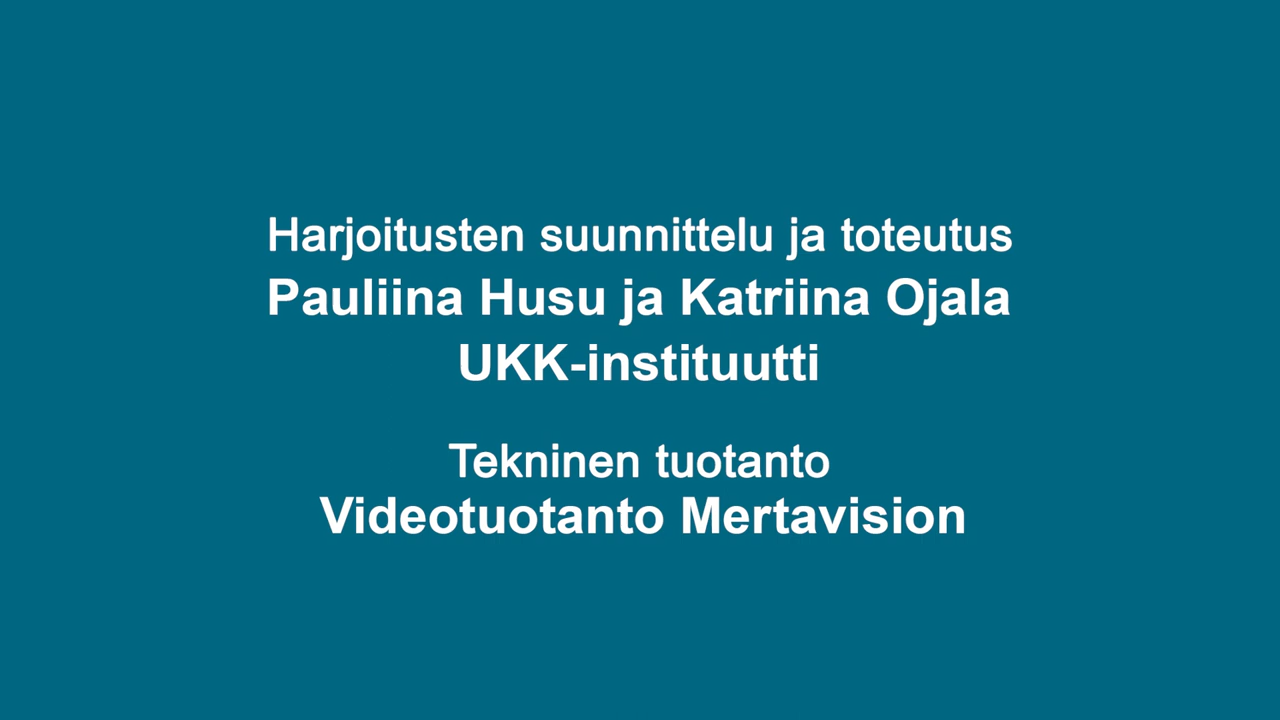 Harjoitusten suunnittelu ja toteutus
Pauliina Husu ja Katriina Ojala
UKK-instituutti
Tekninen tuotanto
Videotuotanto Mertavision